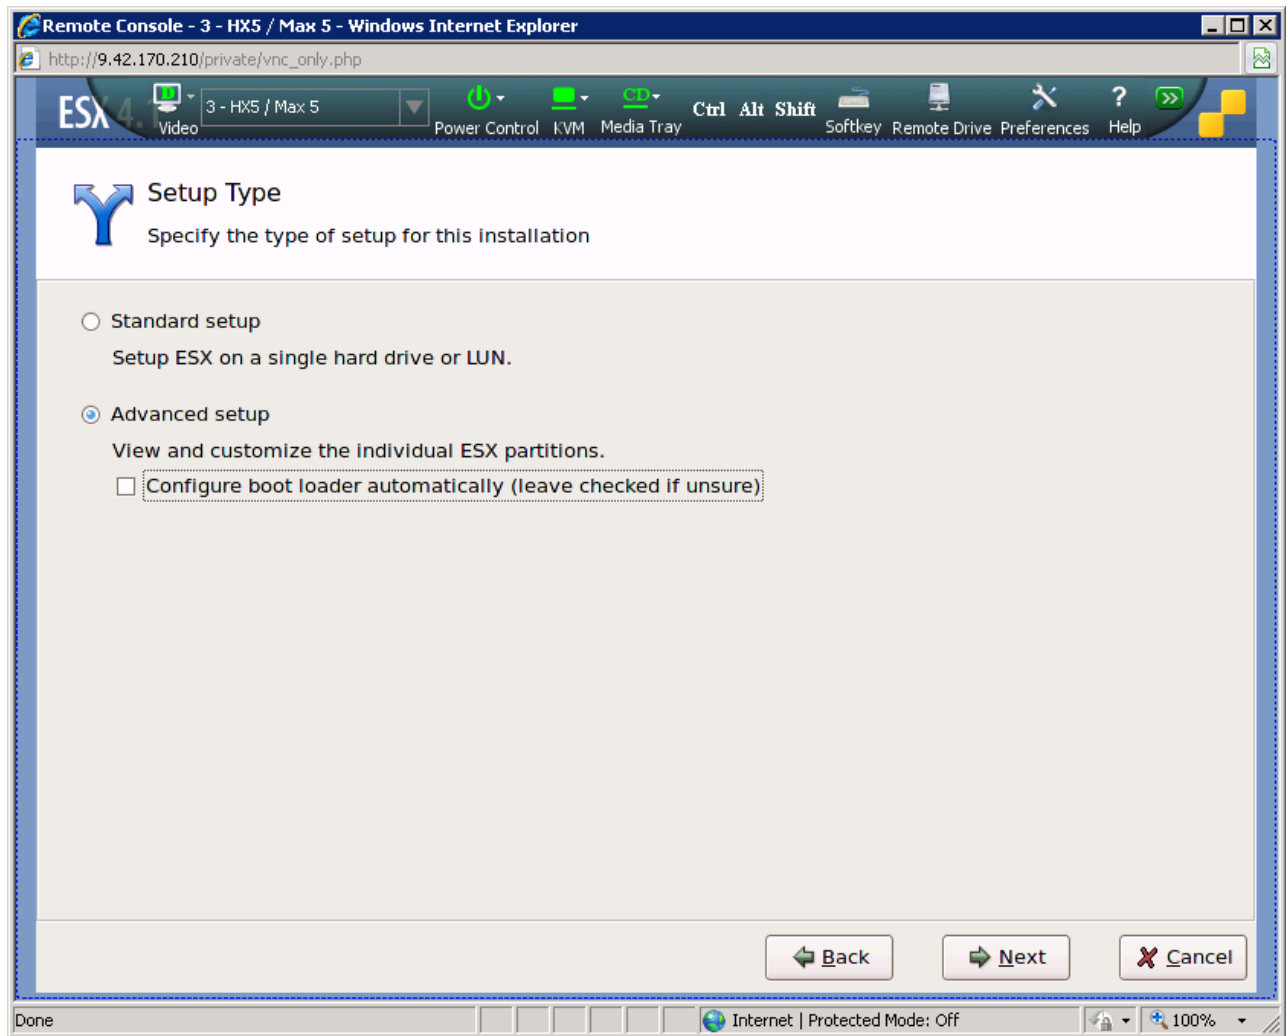 Remote Console - 3 - HX5 / Max 5 - Windows Internet Explorer
http://9.42.170.210/private/vnc_only.php
ESX 4.1
Video
3 - HX5 / Max 5
Power Control
KVM
CD
Media Tray
Ctrl Alt Shift
Softkey
Remote Drive
Preferences
?
Help
Setup Type
Specify the type of setup for this installation
Standard setup
Setup ESX on a single hard drive or LUN.
Advanced setup
View and customize the individual ESX partitions.
Configure boot loader automatically (leave checked if unsure)
Back
Next
Cancel
Done
Internet | Protected Mode: Off
100%